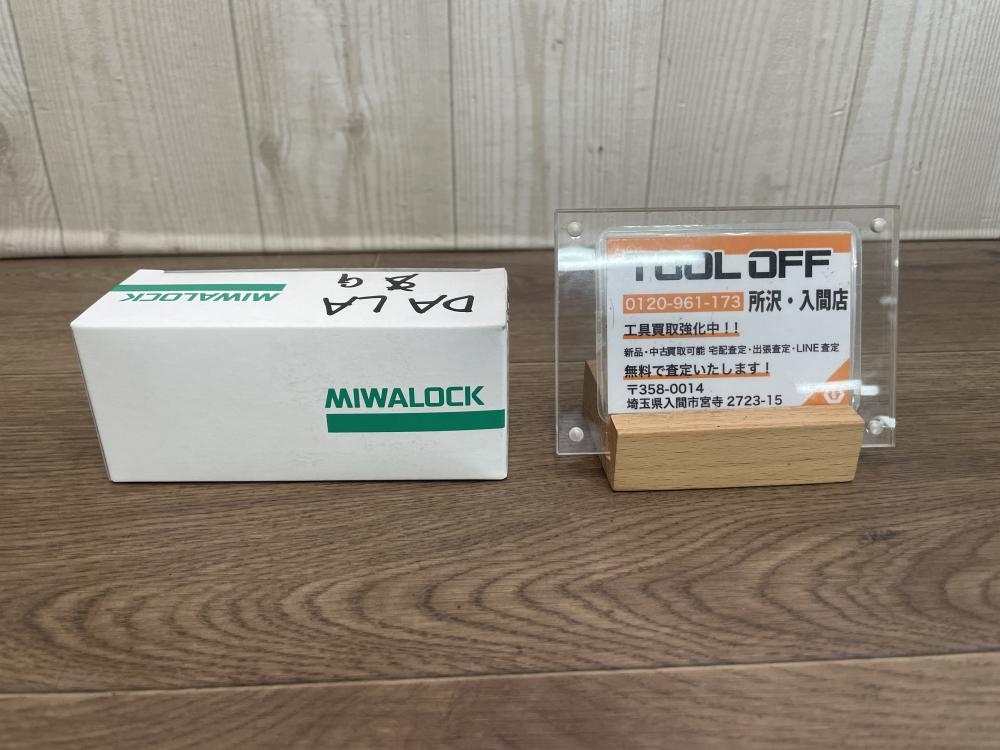 MIWALOCK
DA LA
MIWALOCK
TOOL OFF
0120-961-173 所沢・入間店
工具買取強化中！！
新品・中古買取可能 宅配査定・出張査定・LINE査定
無料で査定いたします！
〒358-0014
埼玉県入間市宮寺 2723-15